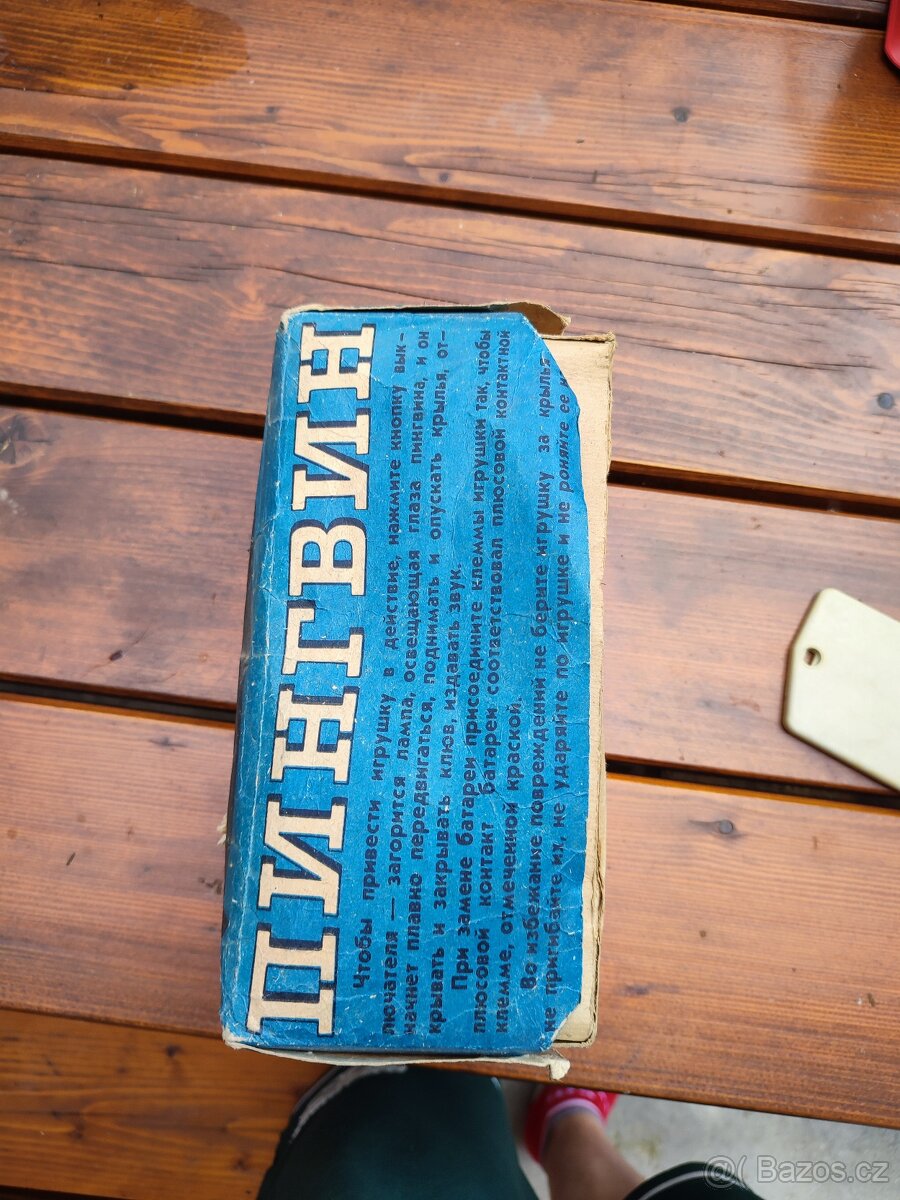 ПИНГВИН
Чтобы привести игрушку в действие, нажмите кнопку вык-
лючателя — загорится лампа, освещающая глаза пингвина, и он
начнет плавно передвигаться, поднимать и опускать крылья, от-
крывать и закрывать клюв, издавать звук.
При замене батареи присоедините клеммы игрушки так, чтобы
плюсовой контакт батареи соответствовал плюсовой контактной
клемме, отмеченной краской.
Во избежание повреждений не берите игрушку за крылья
не пригибайте их, не ударяйте по игрушке и не роняйте ее
@( Bazos.cz